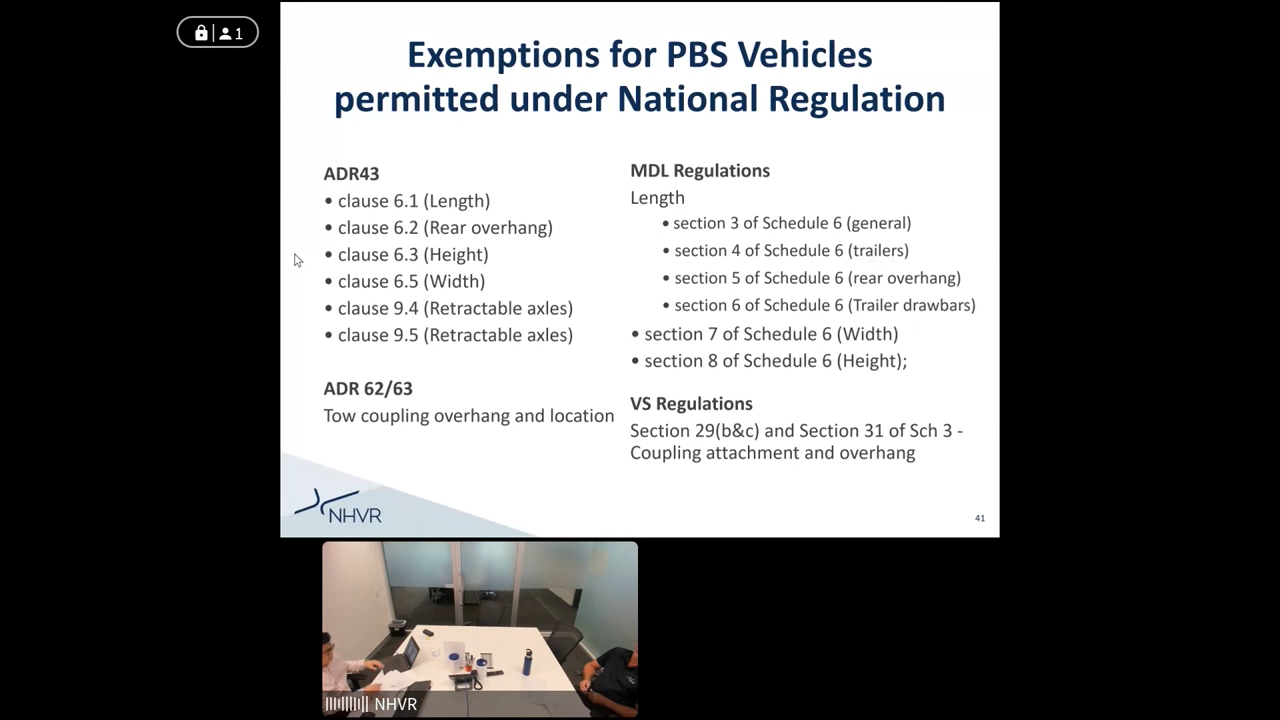 1
Exemptions for PBS Vehicles
permitted under National Regulation
ADR43
• clause 6.1 (Length)
• clause 6.2 (Rear overhang)
• clause 6.3 (Height)
• clause 6.5 (Width)
• clause 9.4 (Retractable axles)
• clause 9.5 (Retractable axles)
ADR 62/63
Tow coupling overhang and location
MDL Regulations
Length
• section 3 of Schedule 6 (general)
• section 4 of Schedule 6 (trailers)
• section 5 of Schedule 6 (rear overhang)
• section 6 of Schedule 6 (Trailer drawbars)
• section 7 of Schedule 6 (Width)
• section 8 of Schedule 6 (Height);
VS Regulations
Section 29(b&c) and Section 31 of Sch 3 -
Coupling attachment and overhang
NHVR
41
NHVR